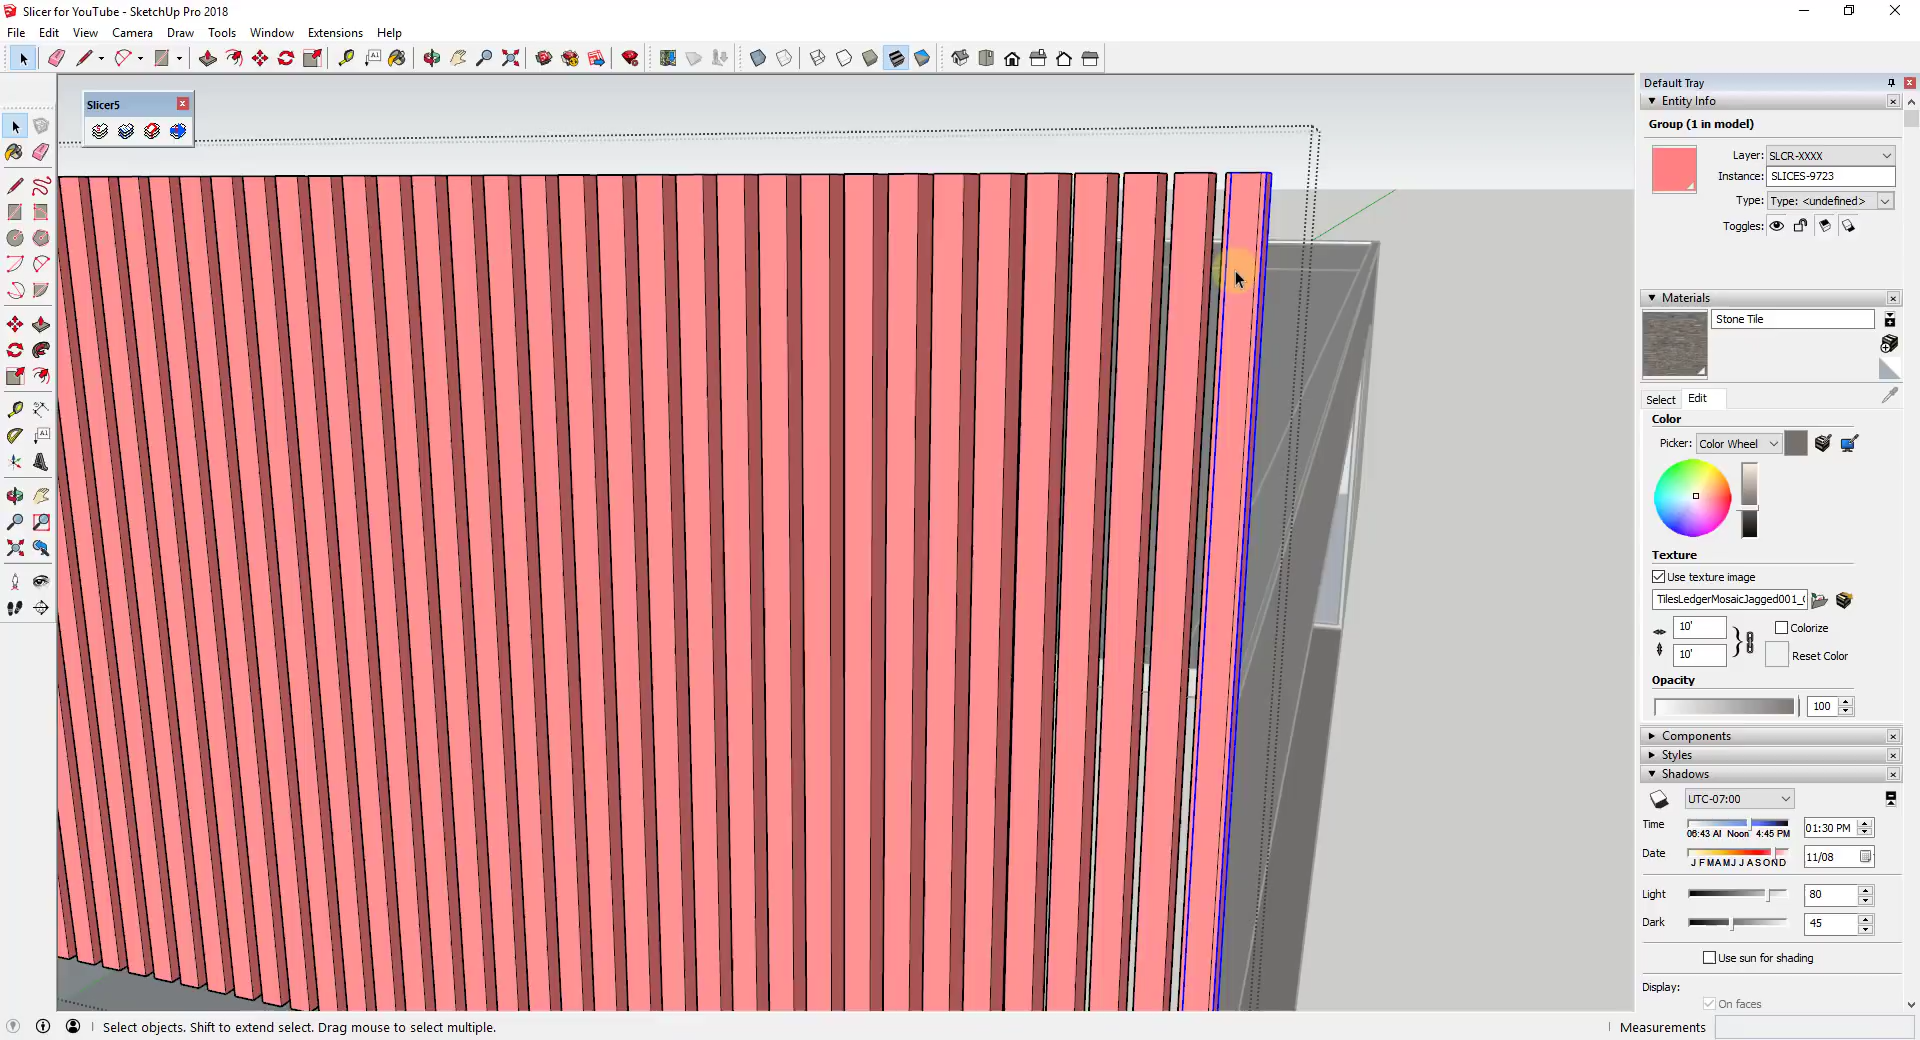 Slicer for YouTube - SketchUp Pro 2018
File Edit View Camera Draw Tools Window Extensions Help
Slicer5
Default Tray
Entity Info
Group (1 in model)
Layer: SLCR-XXXX
Instance: SLICES-9723
Type: Type: <undefined>
Toggles:
Materials
Stone Tile
Select Edit
Color
Picker: Color Wheel
Texture
Use texture image
TilesLedgerMosaicJagged001_
10'
Colorize
10'
Reset Color
Opacity
100
Components
Styles
Shadows
UTC-07:00
Time 06:43 AI Noon 4:45 PM 01:30 PM
Date J F M A M J J A S O N D 11/08
Light 80
Dark 45
Use sun for shading
Display:
On faces
Select objects. Shift to extend select. Drag mouse to select multiple.
Measurements